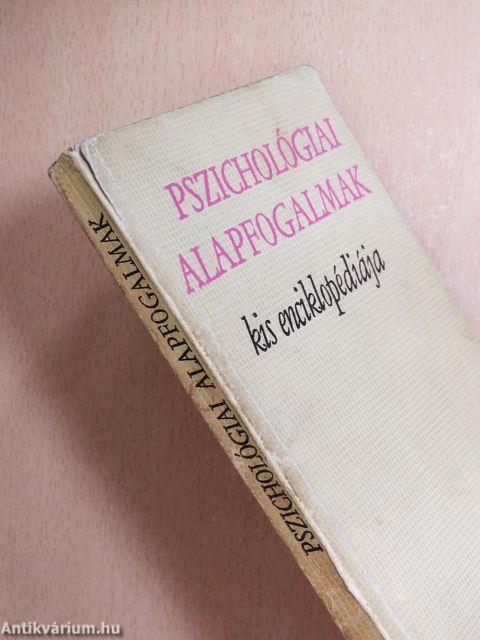 PSZICHOLÓGIAI
ALAPFOGALMAK
kis enciklopédiája
PSZICHOLÓGIAI ALAPFOGALMAK
Antikvárium.hu